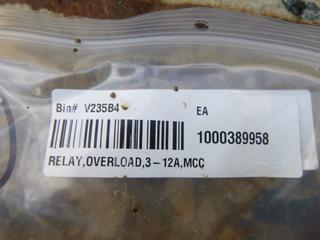 Bin# V235B4 EA
1000389958
RELAY,OVERLOAD,3-12A,MCC